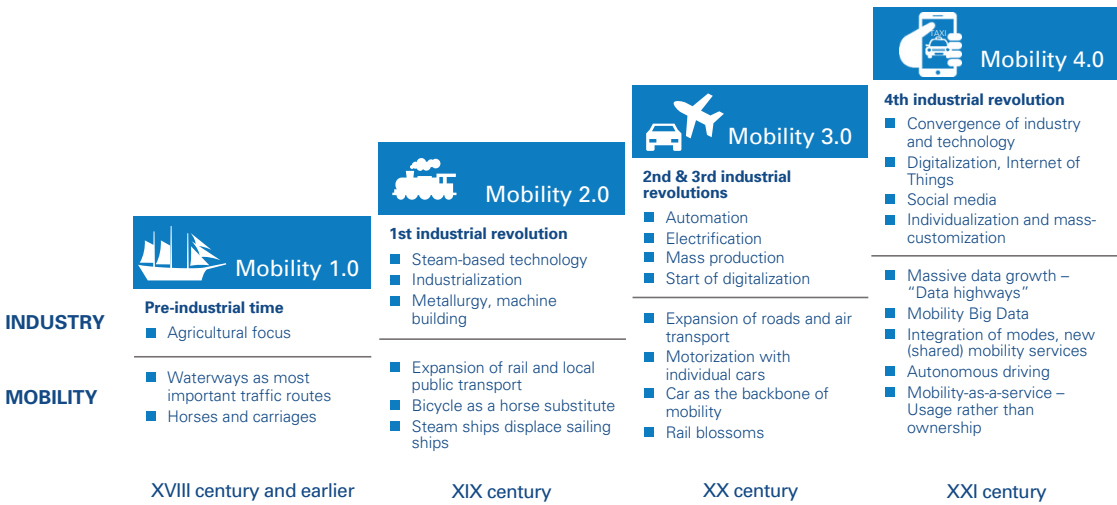 TAXI
Mobility 4.0
4th industrial revolution
Convergence of industry
and technology
Digitalization, Internet of
Things
Social media
Individualization and mass-
customization
Massive data growth –
“Data highways”
Mobility Big Data
Integration of modes, new
(shared) mobility services
Autonomous driving
Mobility-as-a-service –
Usage rather than
ownership
XXI century
Mobility 3.0
2nd & 3rd industrial
revolutions
Automation
Electrification
Mass production
Start of digitalization
Expansion of roads and air
transport
Motorization with
individual cars
Car as the backbone of
mobility
Rail blossoms
XX century
Mobility 2.0
1st industrial revolution
Steam-based technology
Industrialization
Metallurgy, machine
building
Expansion of rail and local
public transport
Bicycle as a horse substitute
Steam ships displace sailing
ships
XIX century
Mobility 1.0
Pre-industrial time
Agricultural focus
Waterways as most
important traffic routes
Horses and carriages
XVIII century and earlier
INDUSTRY
MOBILITY